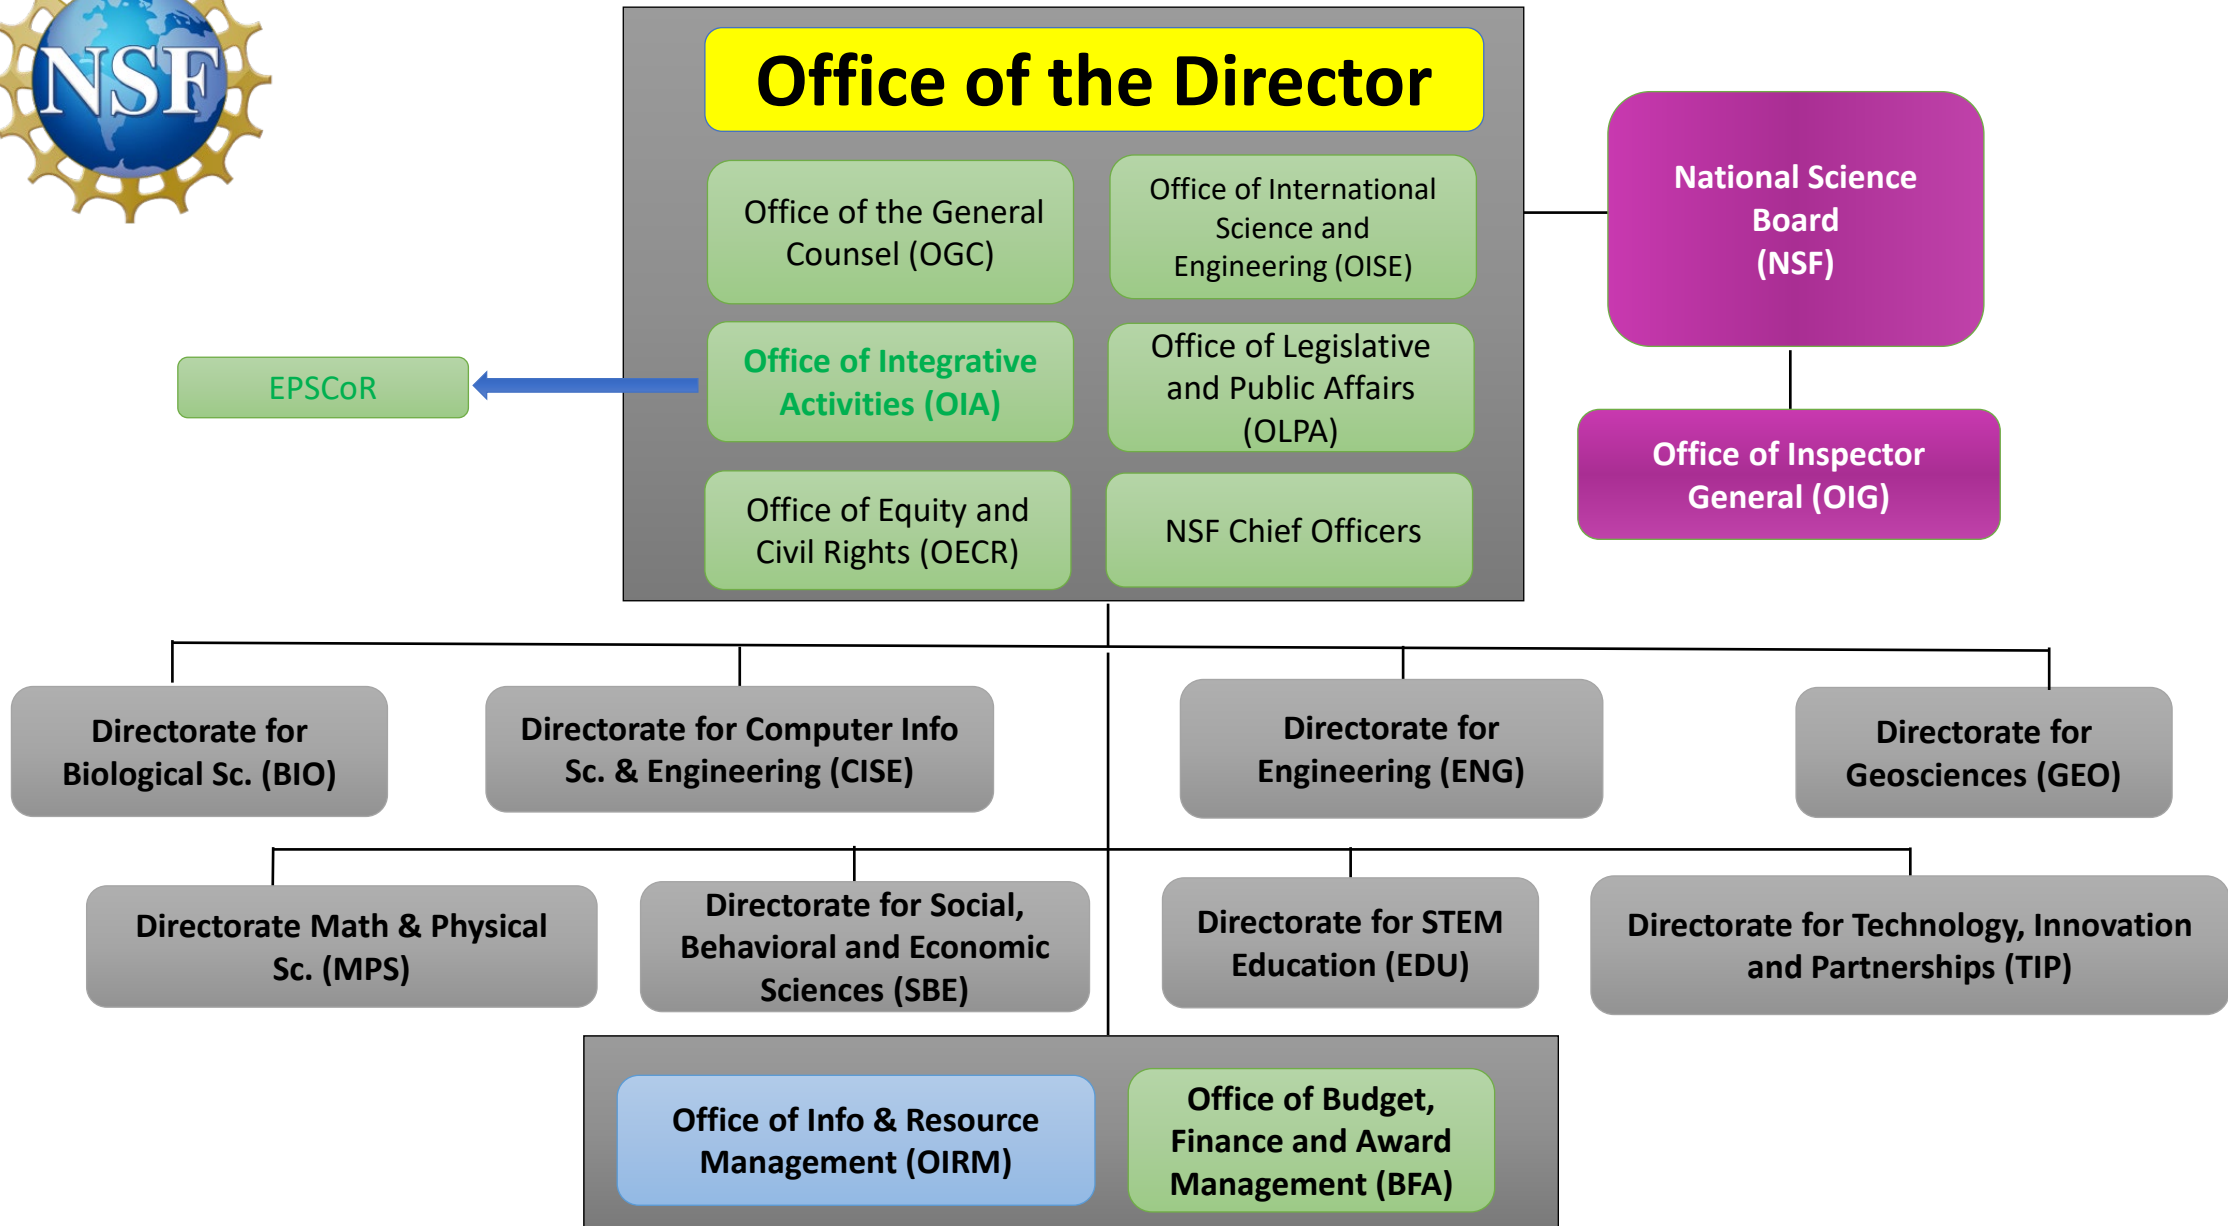 NSF
Office of the Director
Office of the General
Counsel (OGC)
Office of International
Science and
Engineering (OISE)
National Science
Board
(NSF)
EPSCoR
Office of Integrative
Activities (OIA)
Office of Legislative
and Public Affairs
(OLPA)
Office of Inspector
General (OIG)
Office of Equity and
Civil Rights (OECR)
NSF Chief Officers
Directorate for
Biological Sc. (BIO)
Directorate for Computer Info
Sc. & Engineering (CISE)
Directorate for
Engineering (ENG)
Directorate for
Geosciences (GEO)
Directorate Math & Physical
Sc. (MPS)
Directorate for Social,
Behavioral and Economic
Sciences (SBE)
Directorate for STEM
Education (EDU)
Directorate for Technology, Innovation
and Partnerships (TIP)
Office of Info & Resource
Management (OIRM)
Office of Budget,
Finance and Award
Management (BFA)